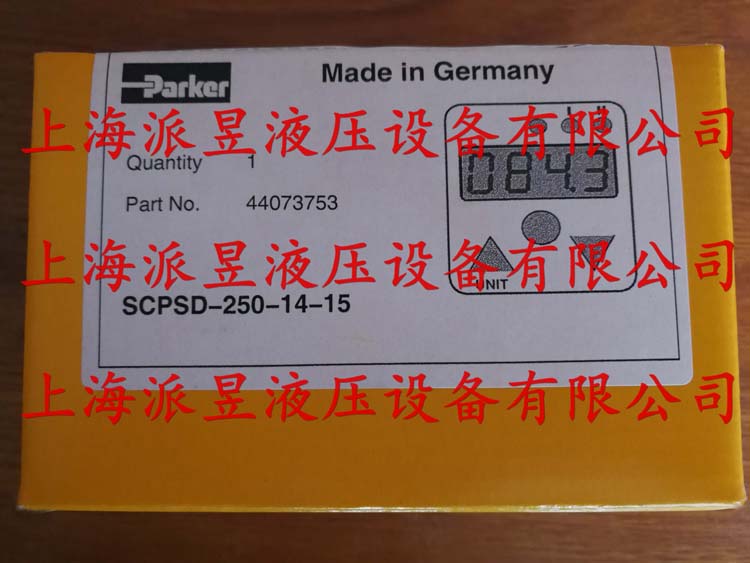 Parker
Made in Germany
上海派昱液压设备有限公司
Quantity 1
084.3
Part No. 44073753
上海派昱液压设备有限公司
UNIT
SCPSD-250-14-15
上海派昱液压设备有限公司